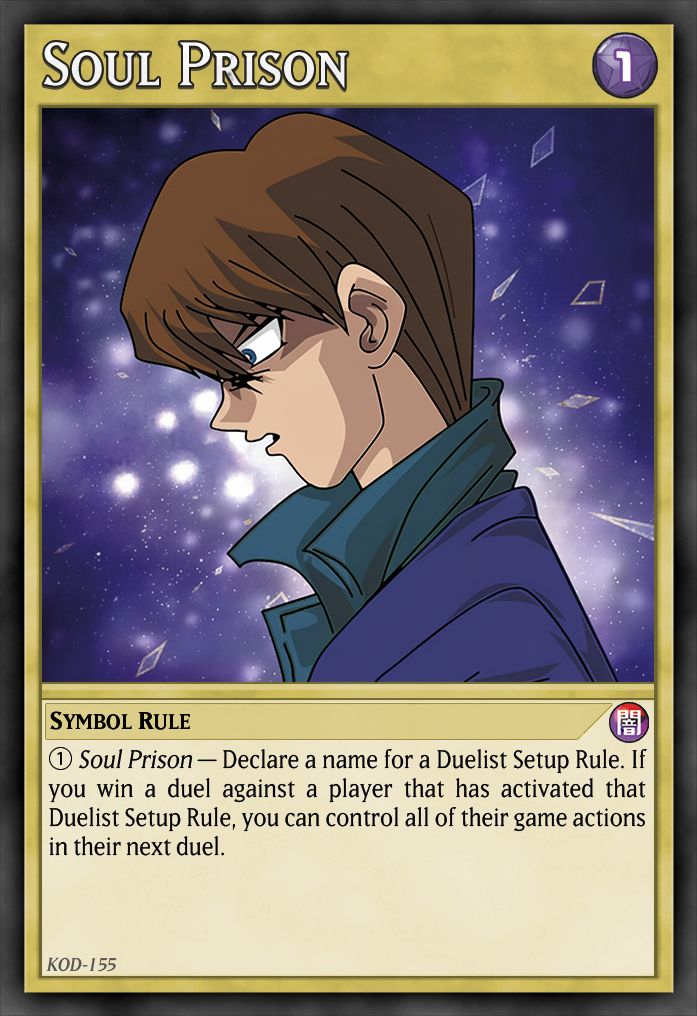 SOUL PRISON
1
SYMBOL RULE
闇
① Soul Prison — Declare a name for a Duelist Setup Rule. If
you win a duel against a player that has activated that
Duelist Setup Rule, you can control all of their game actions
in their next duel.
KOD-155